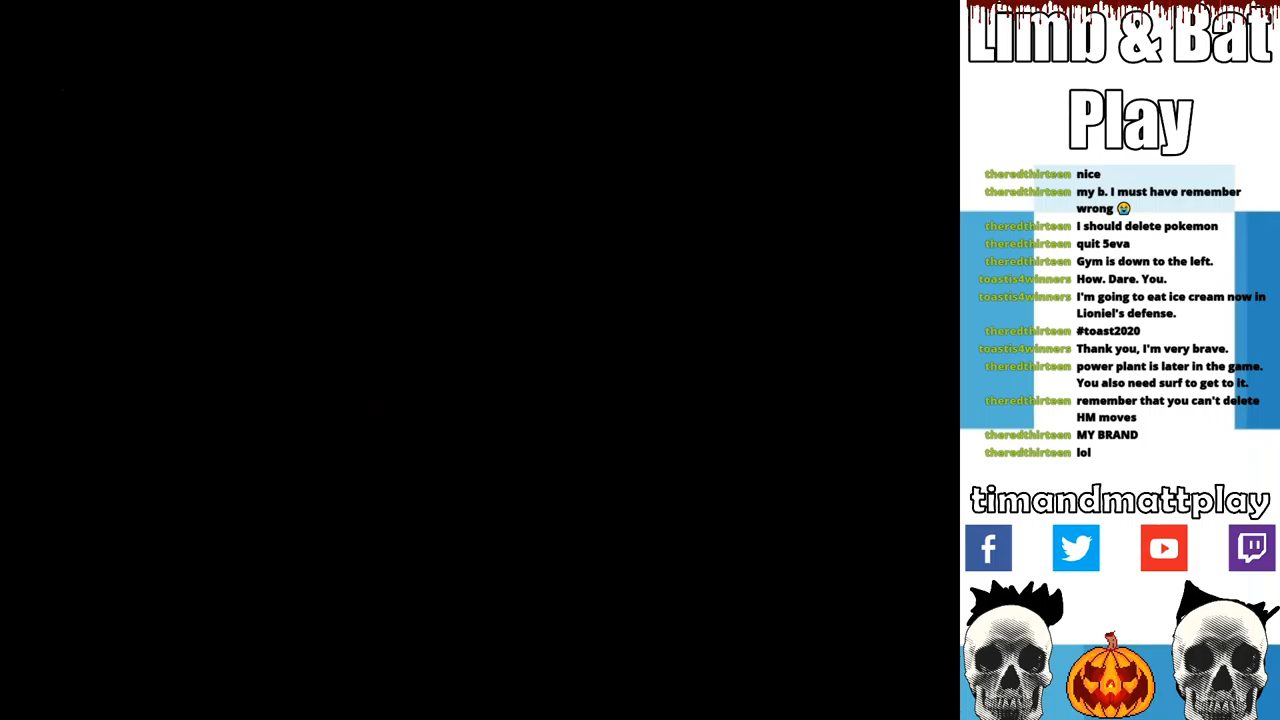 Limb & Bat
Play
theredthirteen nice
theredthirteen my b. I must have remember
wrong 😭
theredthirteen I should delete pokemon
theredthirteen quit 5eva
theredthirteen Gym is down to the left.
toastis4winners How. Dare. You.
toastis4winners I'm going to eat ice cream now in
Lioniel's defense.
theredthirteen #toast2020
toastis4winners Thank you, I'm very brave.
theredthirteen power plant is later in the game.
You also need surf to get to it.
theredthirteen remember that you can't delete
HM moves
theredthirteen MY BRAND
theredthirteen lol
timandmattplay